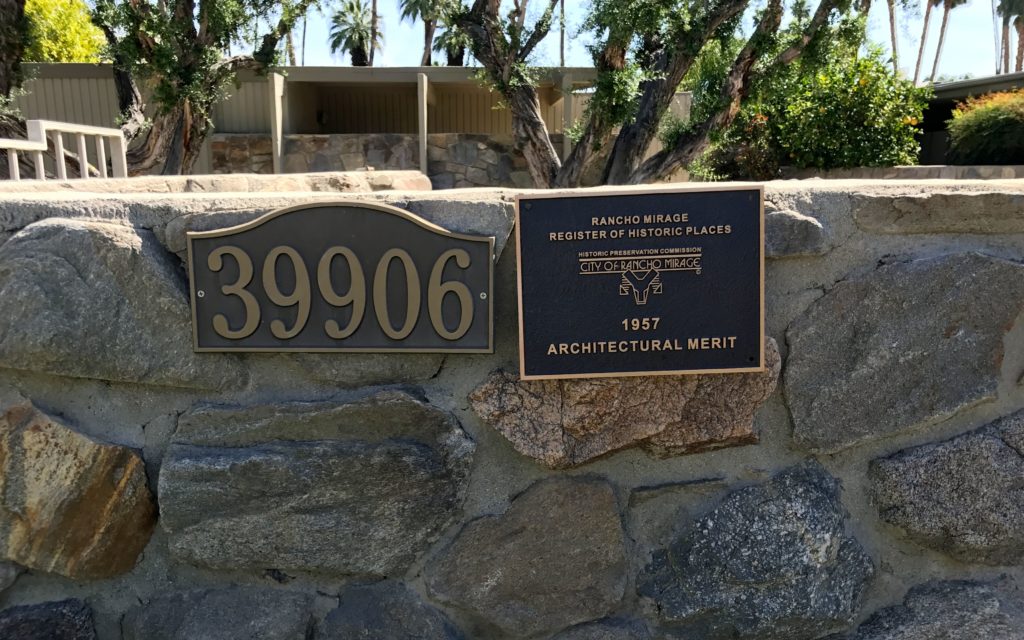 39906
RANCHO MIRAGE
REGISTER OF HISTORIC PLACES
HISTORIC PRESERVATION COMMISSION
CITY OF RANCHO MIRAGE
1957
ARCHITECTURAL MERIT